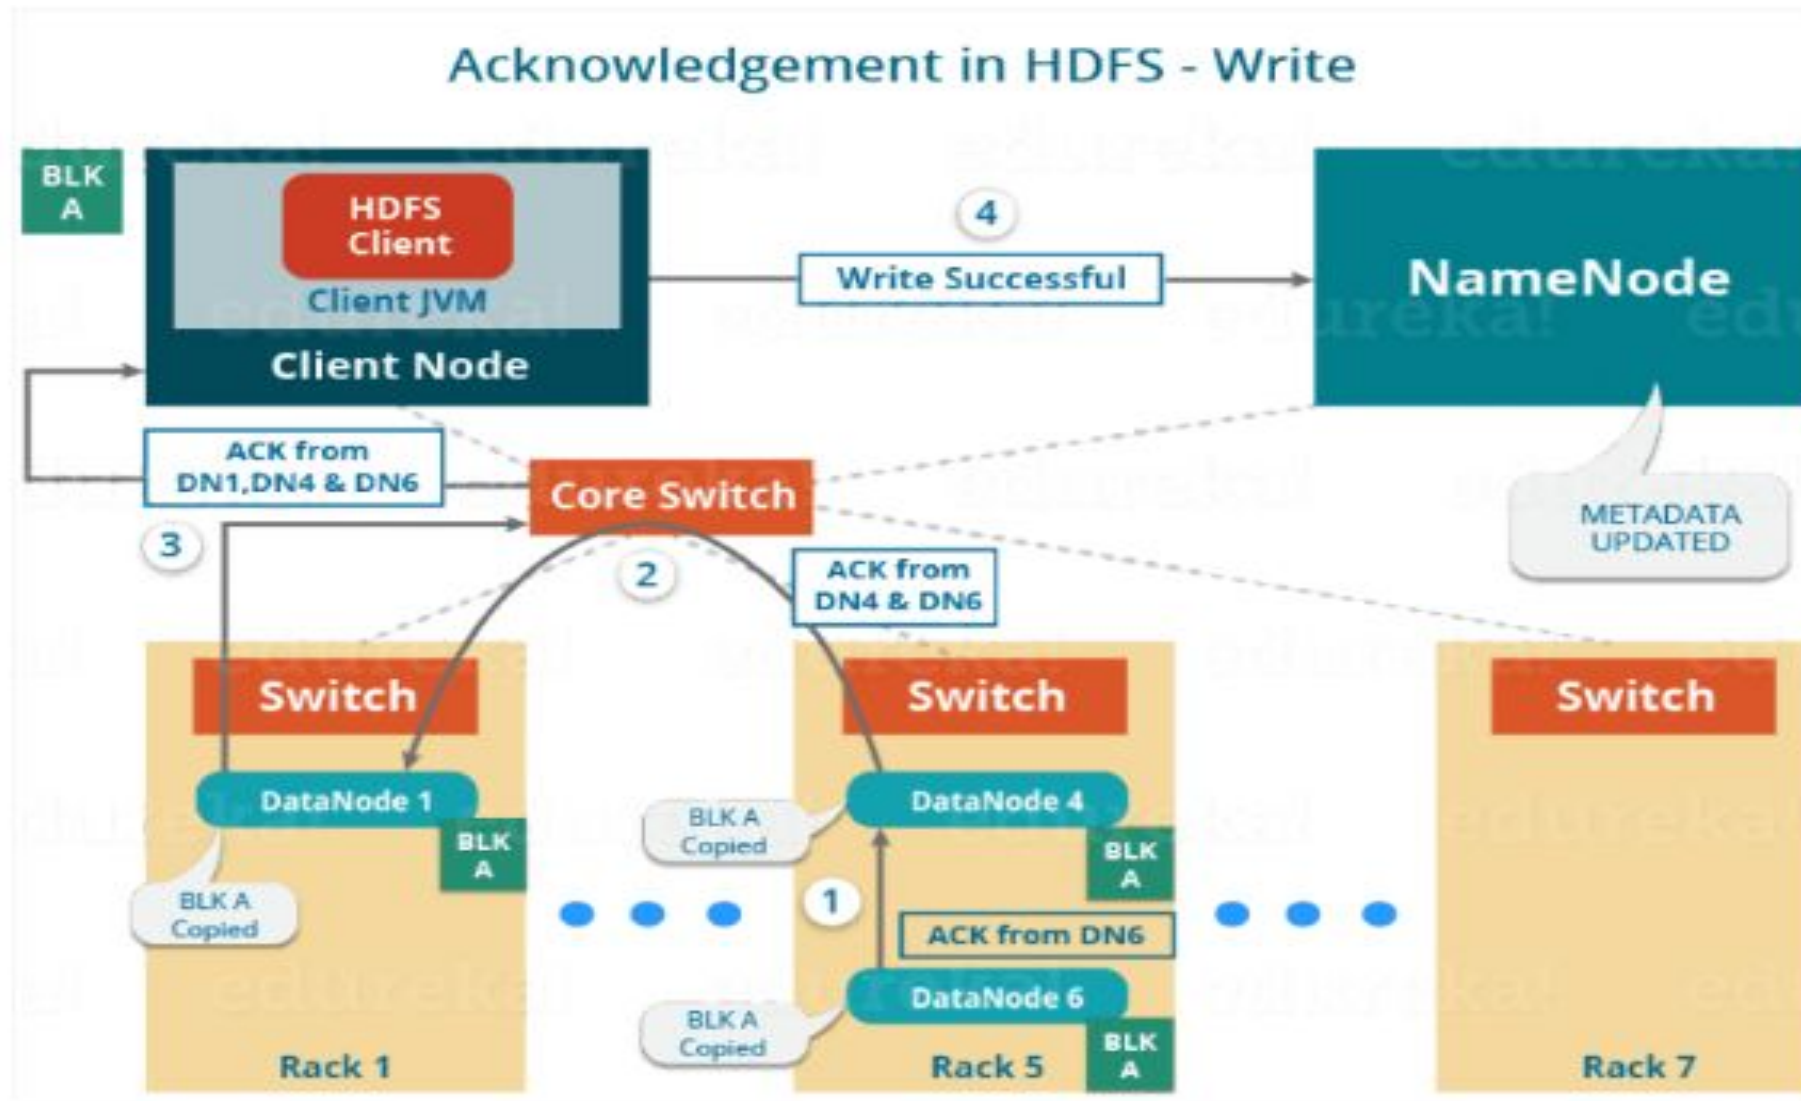 Acknowledgement in HDFS - Write
BLK
A
HDFS
Client
Client JVM
Client Node
4
Write Successful
NameNode
ACK from
DN1,DN4 & DN6
Core Switch
METADATA
UPDATED
3
2
ACK from
DN4 & DN6
Switch
Switch
Switch
DataNode 1
BLK
A
BLK A
Copied
DataNode 4
BLK A
Copied
BLK
A
1
ACK from DN6
DataNode 6
BLK A
Copied
BLK
A
Rack 1
Rack 5
Rack 7
edureka!